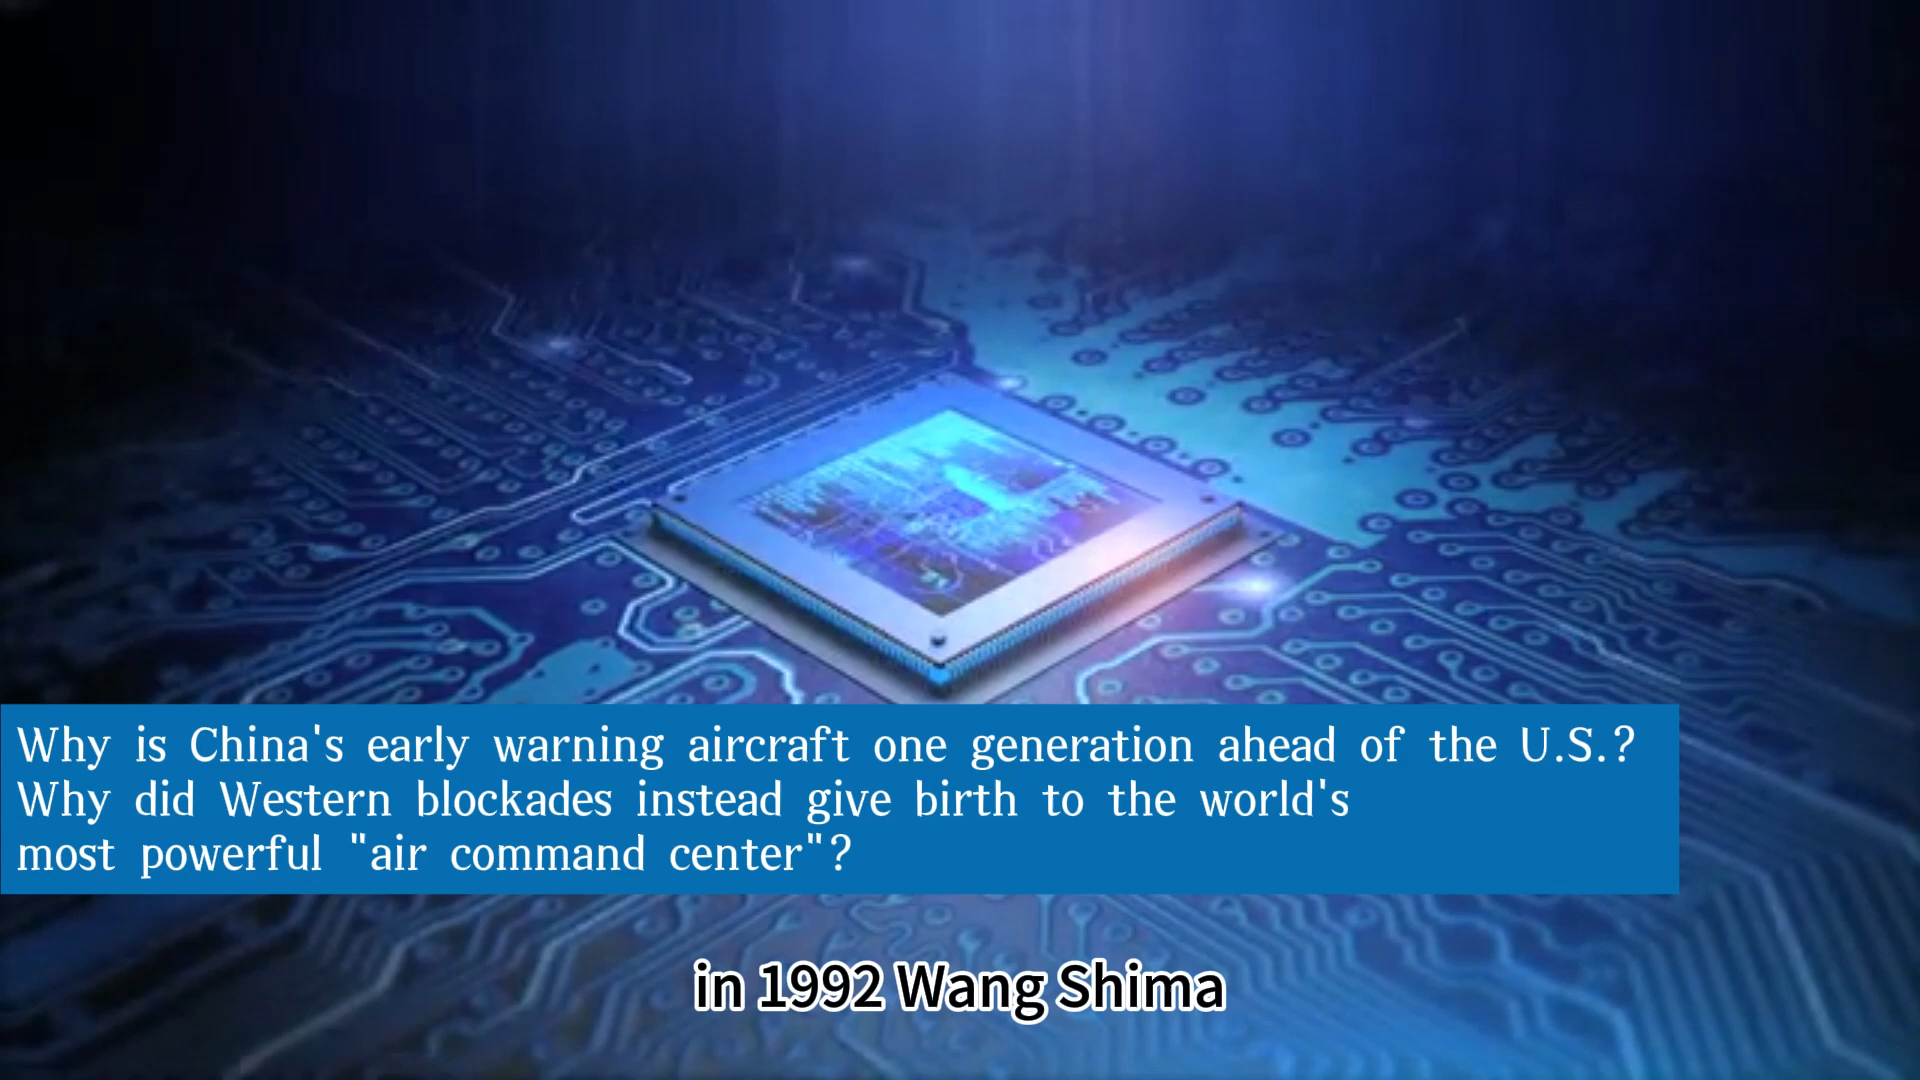 Why is China's early warning aircraft one generation ahead of the U.S.?
Why did Western blockades instead give birth to the world's
most powerful "air command center"?
in 1992 Wang Shima